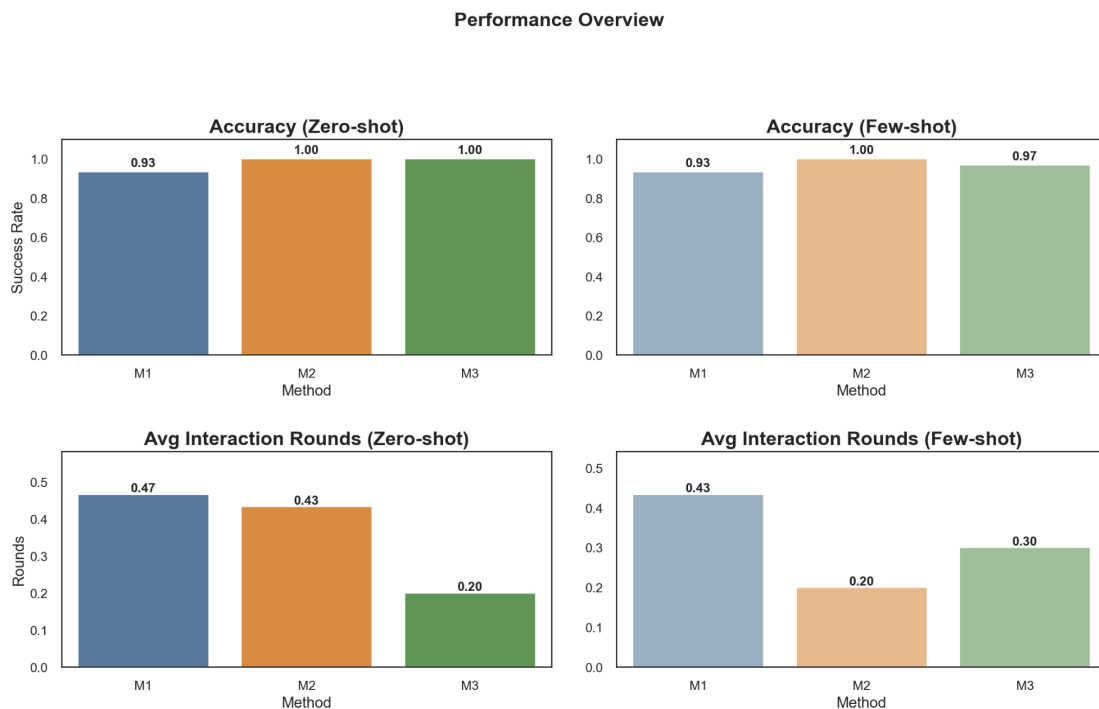 Performance Overview
Accuracy (Zero-shot)
Success Rate
1.0
0.8
0.6
0.4
0.2
0.0
0.93
1.00
1.00
M1
M2
M3
Method
Accuracy (Few-shot)
1.0
0.8
0.6
0.4
0.2
0.0
0.93
1.00
0.97
M1
M2
M3
Method
Avg Interaction Rounds (Zero-shot)
Rounds
0.5
0.4
0.3
0.2
0.1
0.0
0.47
0.43
0.20
M1
M2
M3
Method
Avg Interaction Rounds (Few-shot)
0.5
0.4
0.3
0.2
0.1
0.0
0.43
0.20
0.30
M1
M2
M3
Method